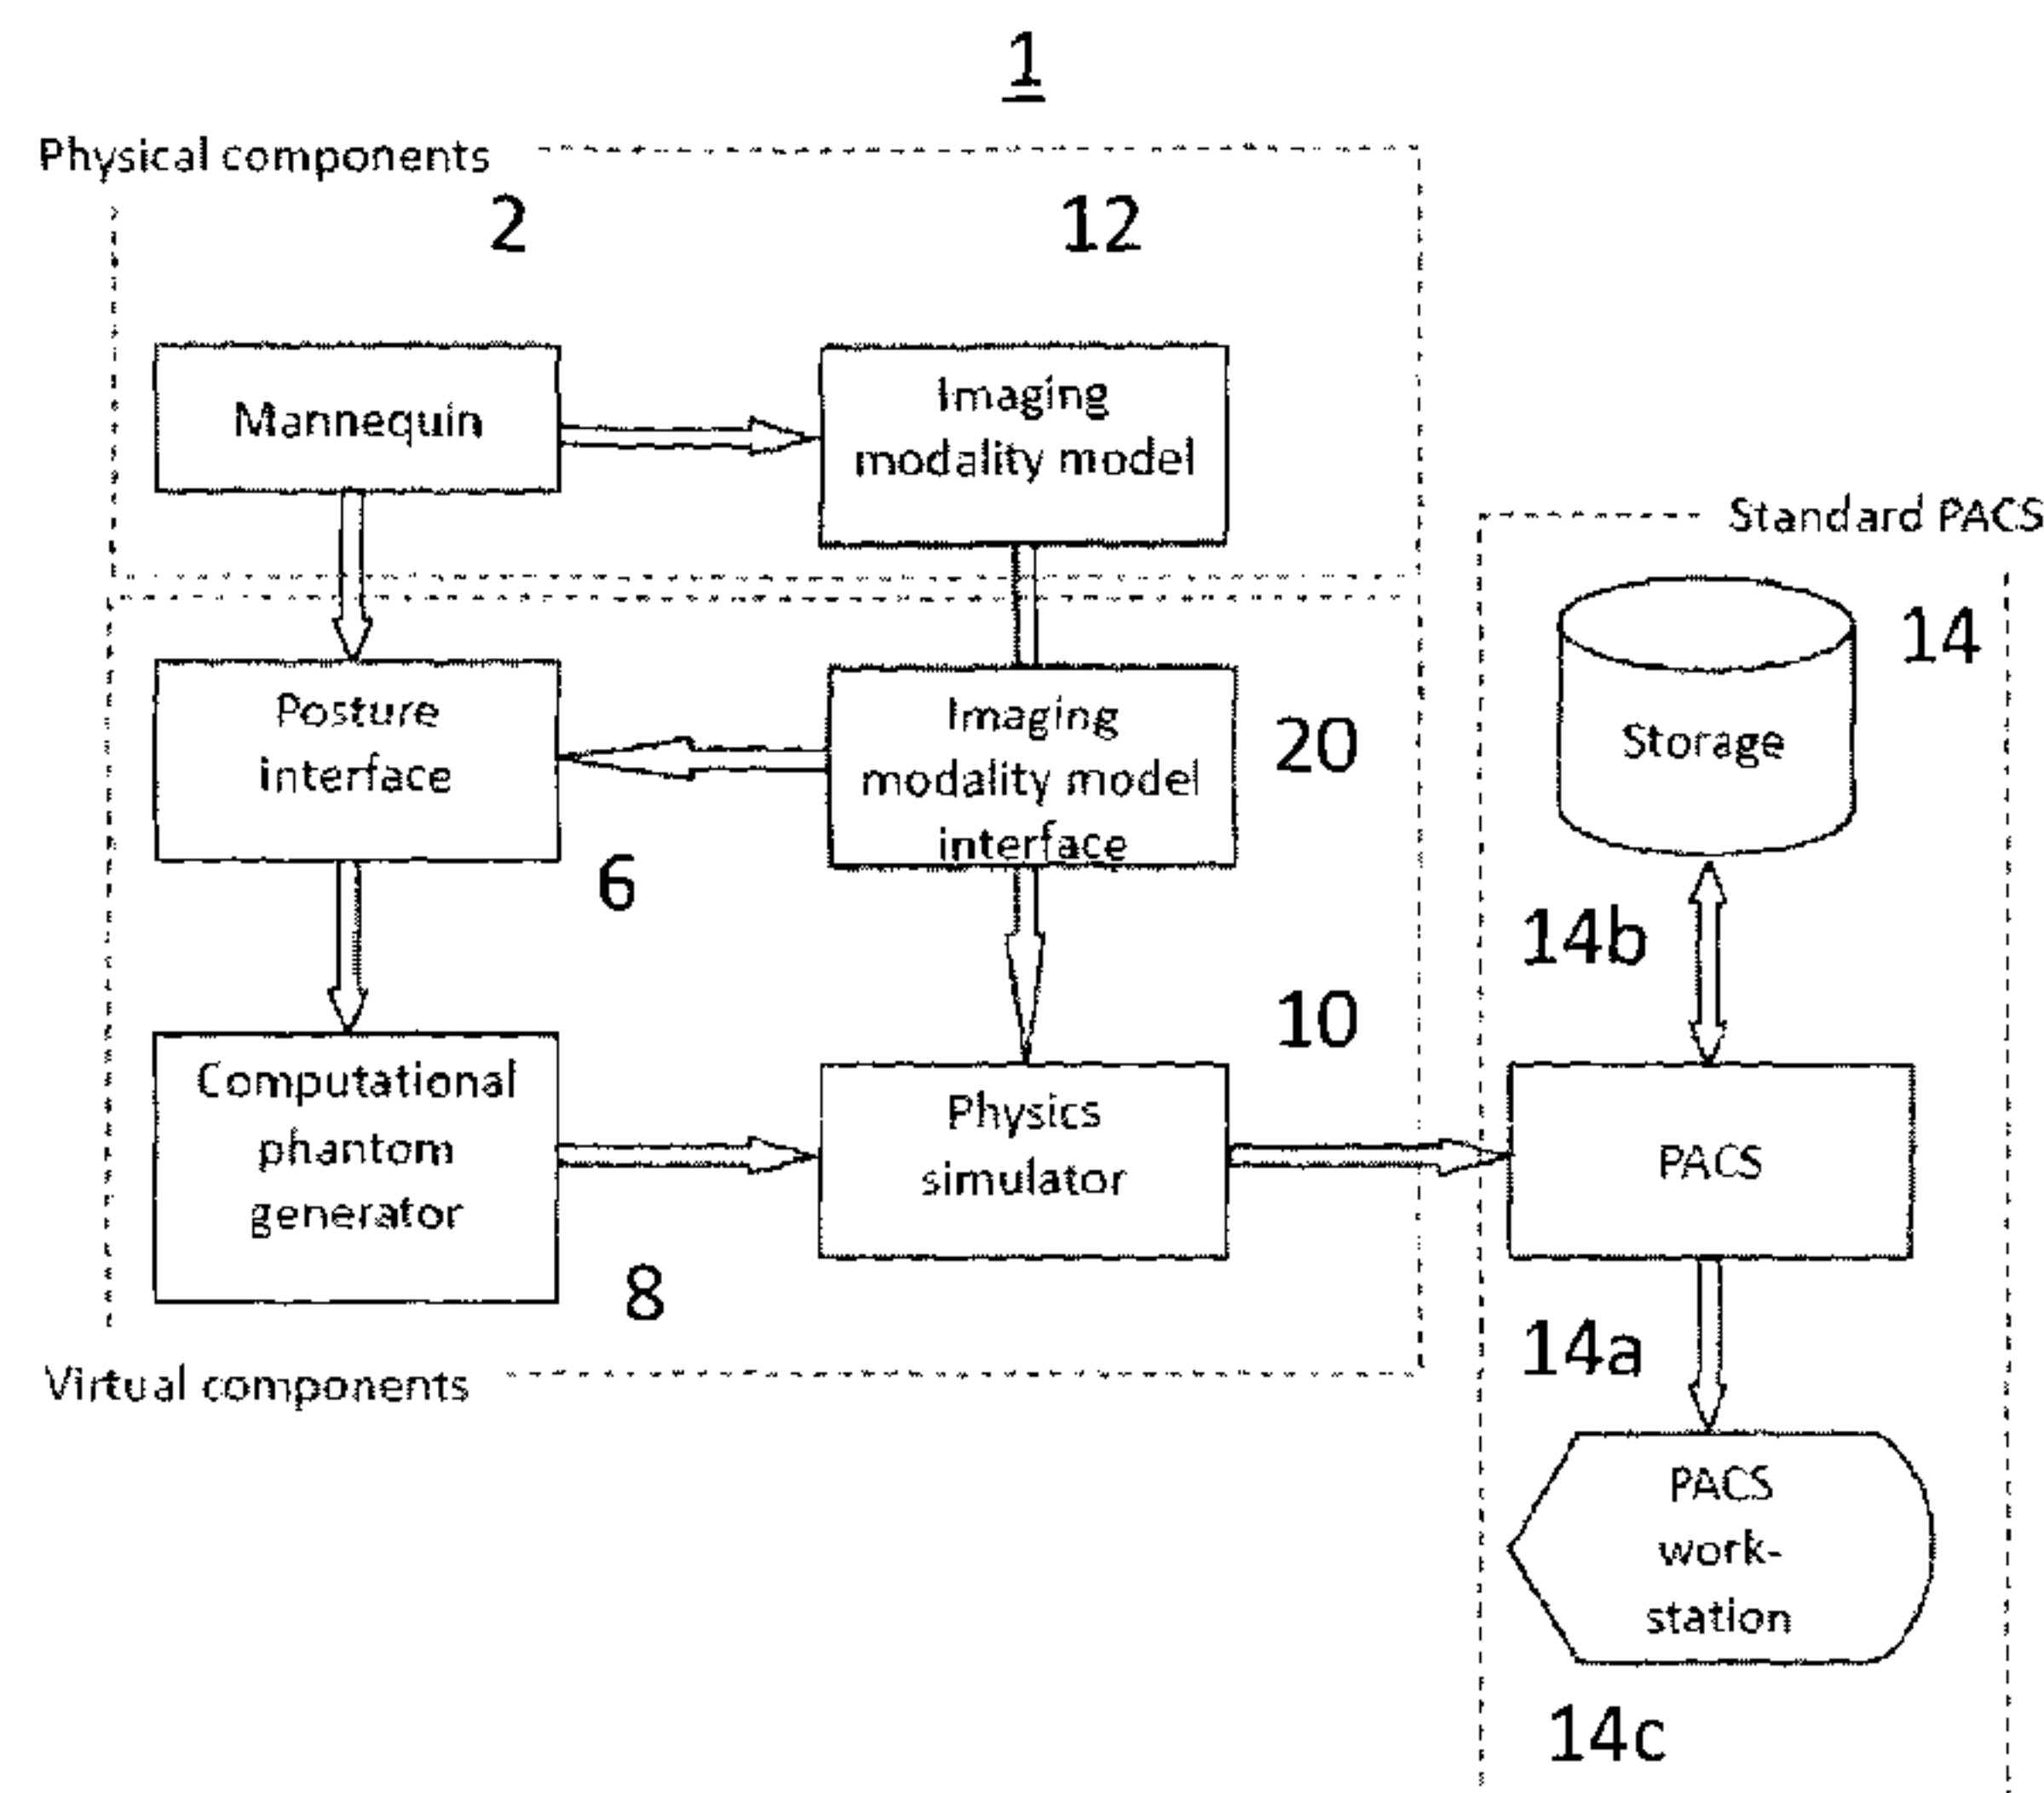 1
Physical components
2
12
Mannequin
Imaging
modality model
Standard PACS
14
Storage
Posture
interface
Imaging
modality model
interface
20
6
14b
10
Computational
phantom
generator
Physics
simulator
PACS
8
14a
Virtual components
PACS
work-
station
14c